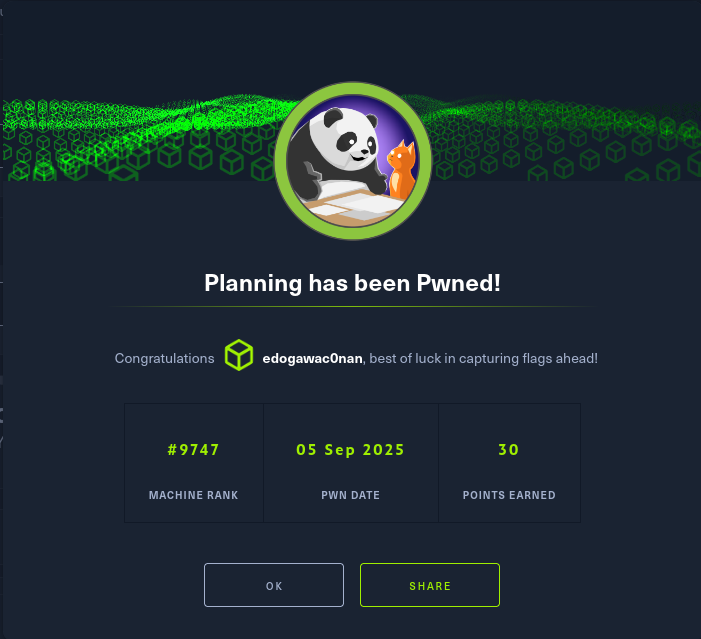 Planning has been Pwned!
Congratulations edogawac0nan, best of luck in capturing flags ahead!
#9747 05 Sep 2025 30
MACHINE RANK PWN DATE POINTS EARNED
OK SHARE